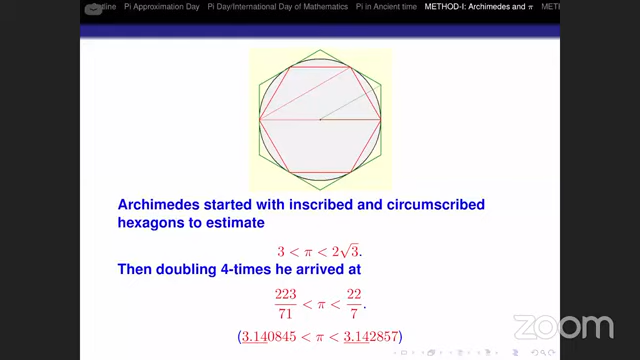 Outline Pi Approximation Day Pi Day/International Day of Mathematics Pi in Ancient time METHOD-I: Archimedes and π
Archimedes started with inscribed and circumscribed
hexagons to estimate
3 < π < 2√3.
Then doubling 4-times he arrived at
223/71 < π < 22/7.
(3.140845 < π < 3.142857)
zoom